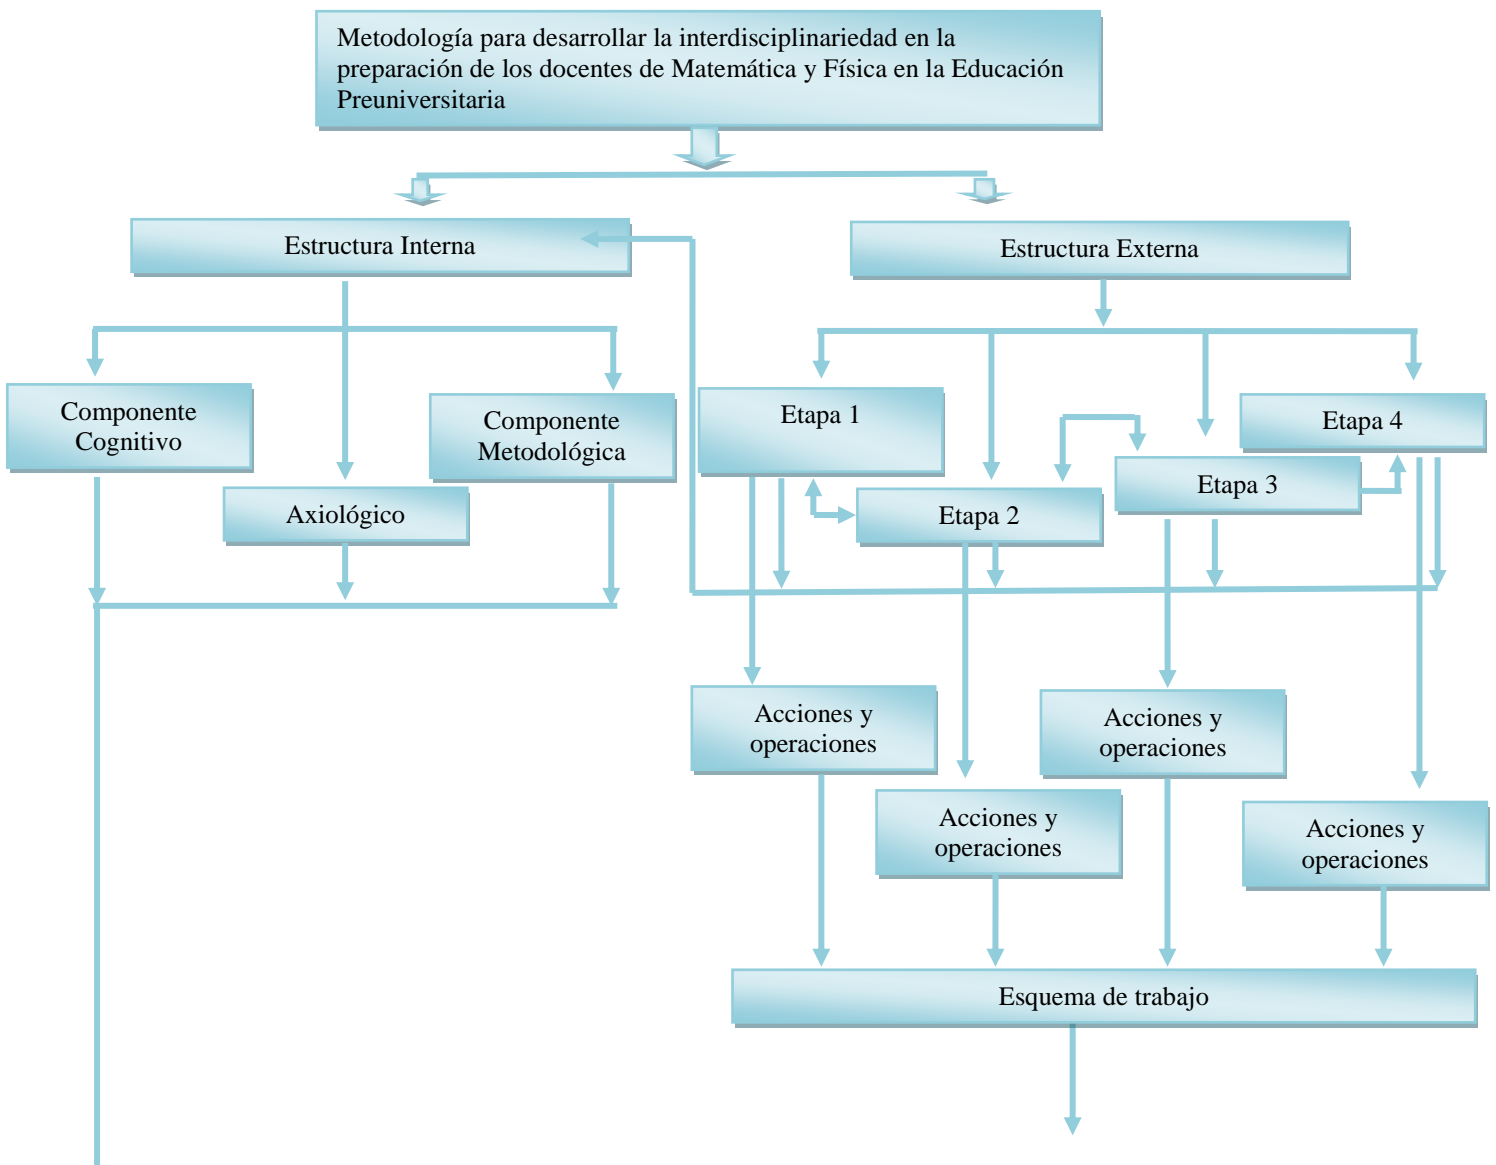 Metodología para desarrollar la interdisciplinariedad en la
preparación de los docentes de Matemática y Física en la Educación
Preuniversitaria
Estructura Interna
Estructura Externa
Componente
Cognitivo
Axiológico
Componente
Metodológica
Etapa 1
Etapa 2
Etapa 3
Etapa 4
Acciones y
operaciones
Acciones y
operaciones
Acciones y
operaciones
Acciones y
operaciones
Esquema de trabajo